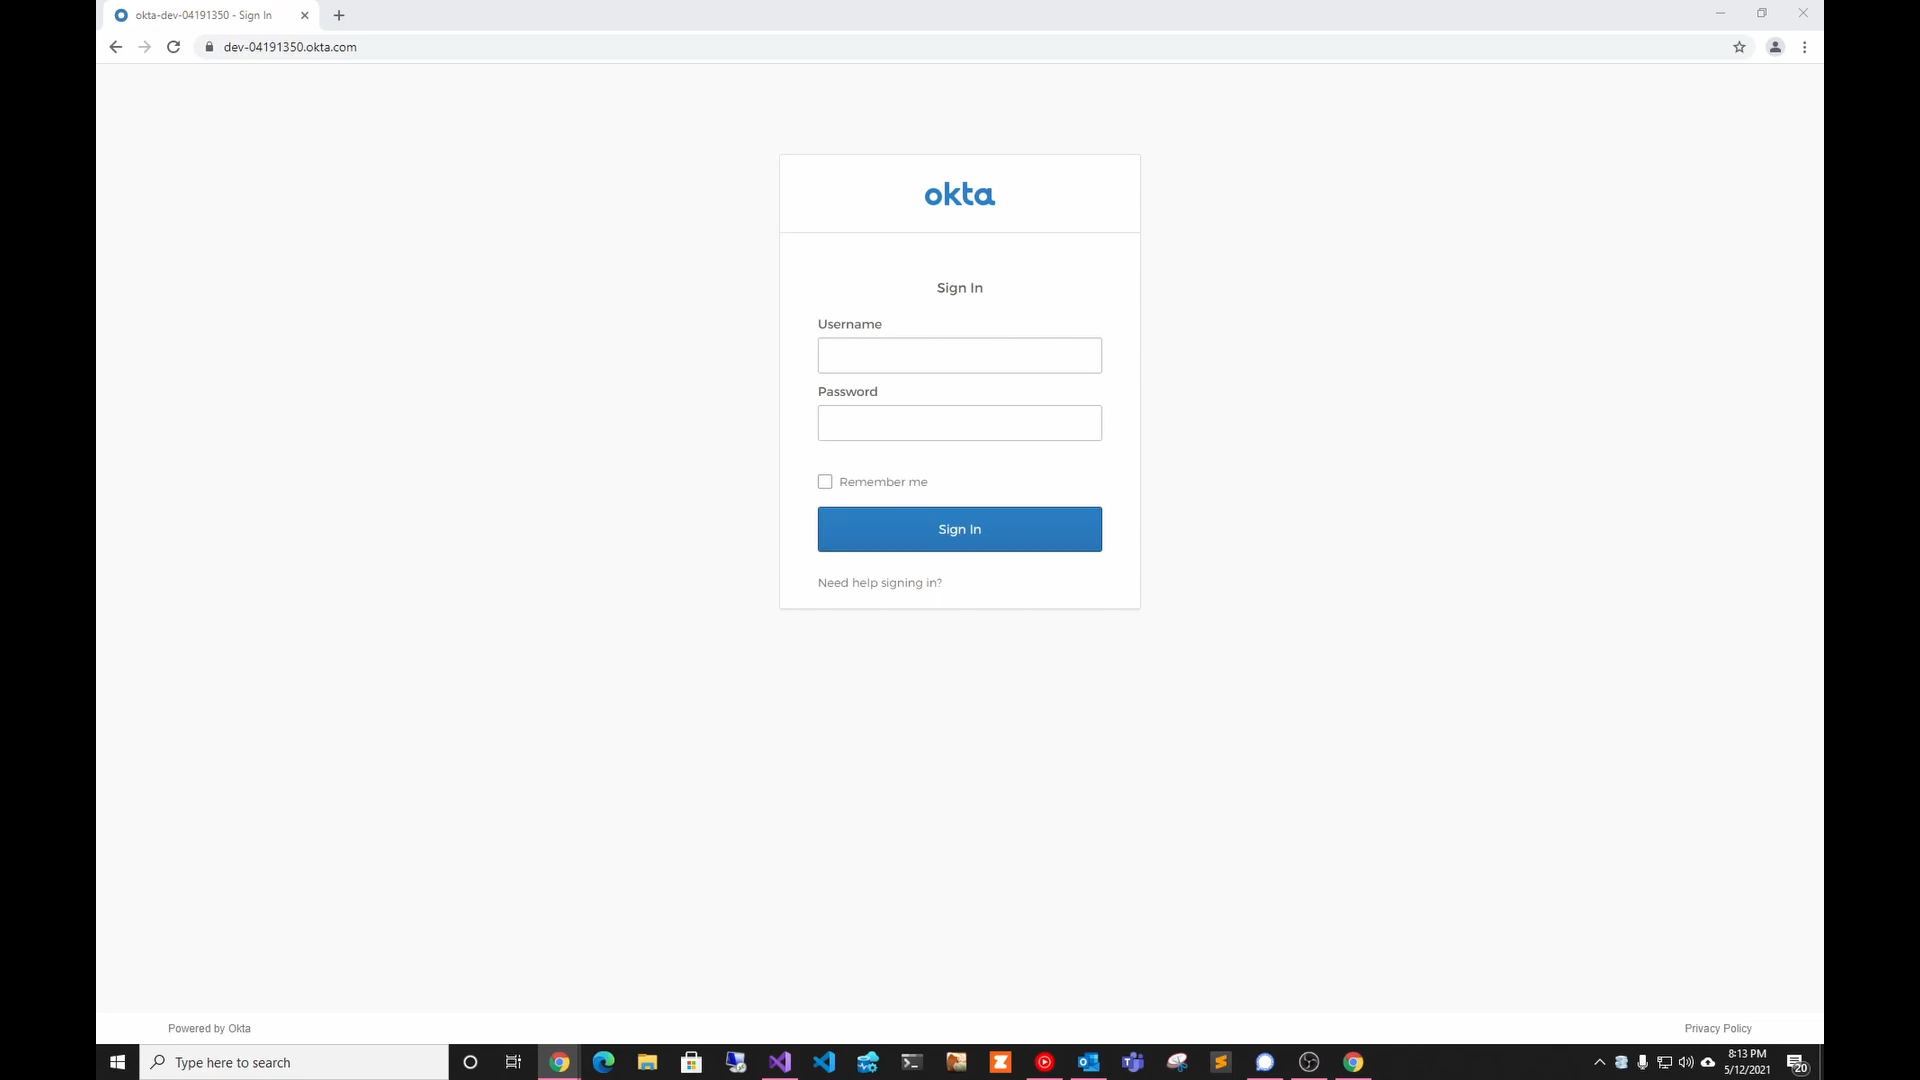 okta-dev-04191350 - Sign In
dev-04191350.okta.com
okta
Sign In
Username
Password
Remember me
Sign In
Need help signing in?
Powered by Okta
Privacy Policy
Type here to search
8:13 PM
5/12/2021
20